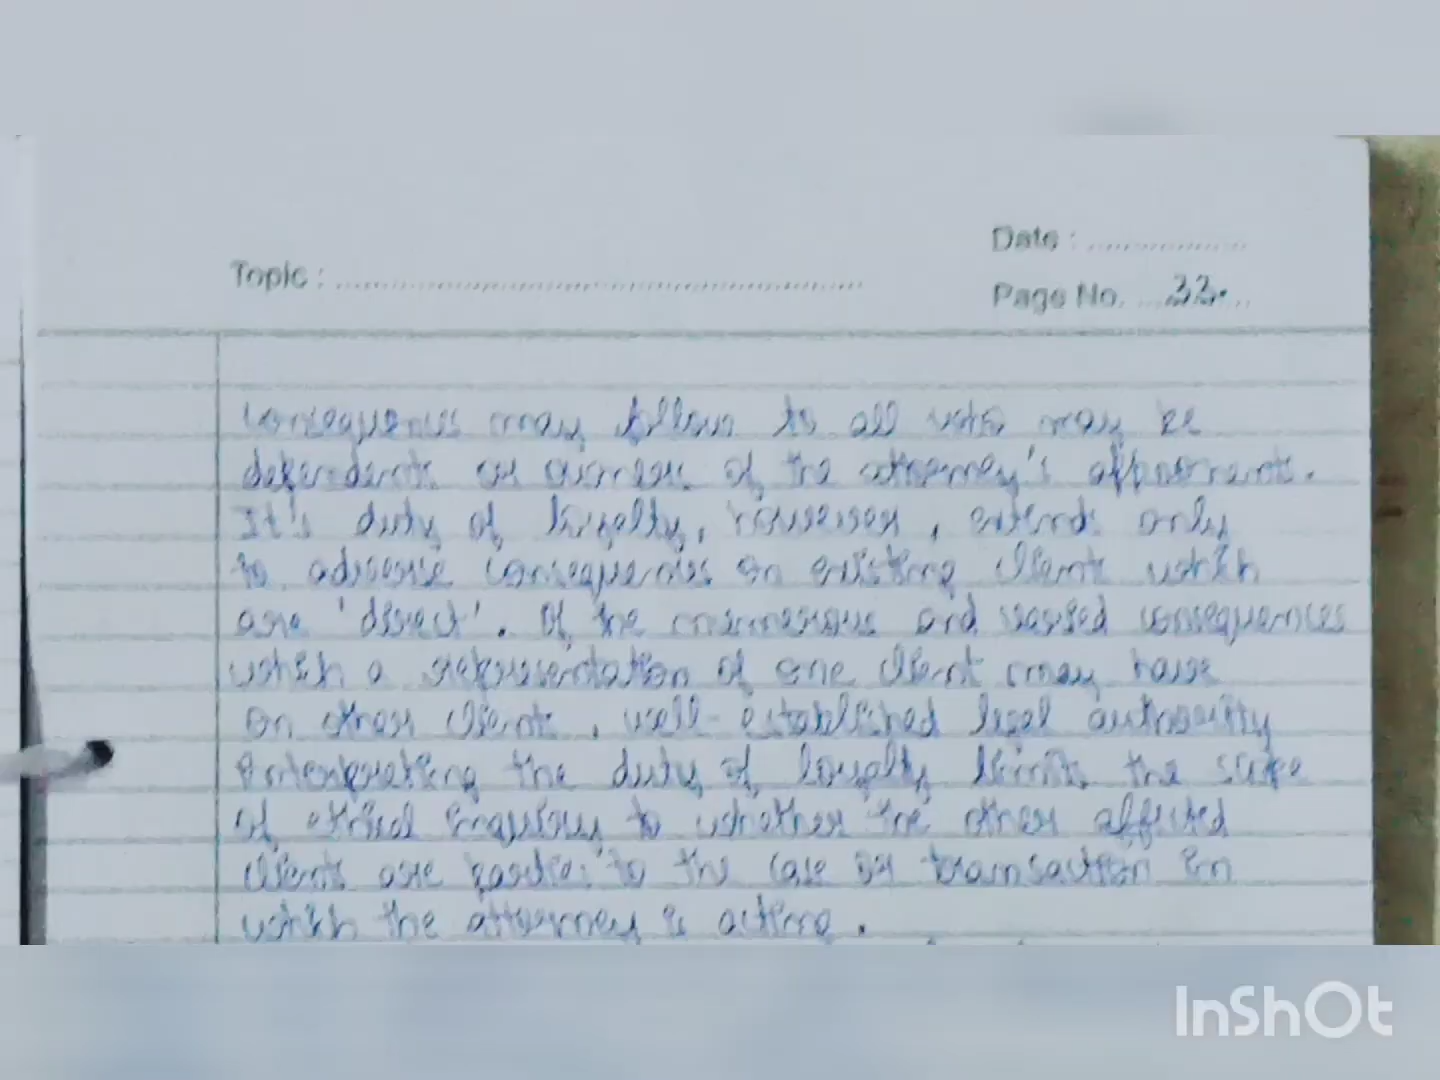 Date : ..................
Topic : ..................................................................
Page No. ...33....
consequences may follow to all who may be
dependents or owners of the attorney's opponents.
It's duty of loyalty, however, extends only
to adverse consequences on existing clients which
are 'direct'. Of the numerous and varied consequences
which a representation of one client may have
on other clients, well-established legal authority
interpreting the duty of loyalty limits the scope
of ethical inquiry to whether the other affected
clients are parties to the case or transaction in
which the attorney is acting.
InShOt